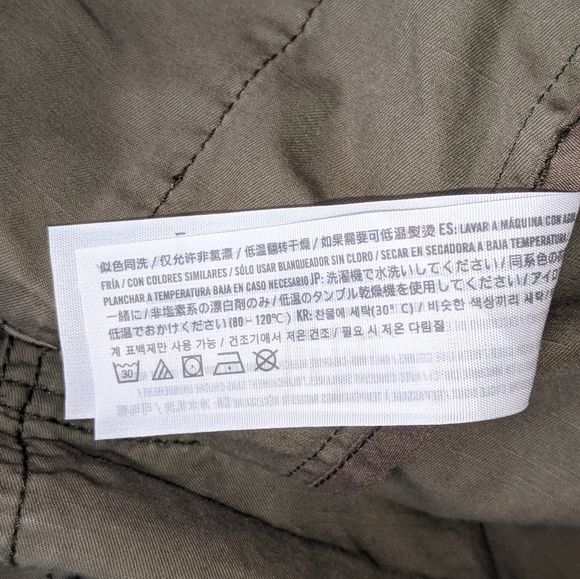 似色同洗 / 仅允许非氯漂 / 低温翻转干燥 / 如果需要可低温熨烫 ES: LAVAR A MÁQUINA CON AGUA
FRÍA / CON COLORES SIMILARES / SÓLO USAR BLANQUEADOR SIN CLORO / SECAR EN SECADORA A BAJA TEMPERATURA
PLANCHAR A TEMPERATURA BAJA EN CASO NECESARIO JP: 洗濯機で水洗いしてください / 同系色の
一緒に / 非塩素系の漂白剤のみ / 低温のタンブル乾燥機を使用してください / アイロ
低温でおかけください (80 - 120℃) KR: 찬물에 세탁(30° C) / 비슷한 색상끼리 세탁
계 표백제만 사용 가능 / 건조기에서 저온 건조 / 필요 시 저온 다림질
30